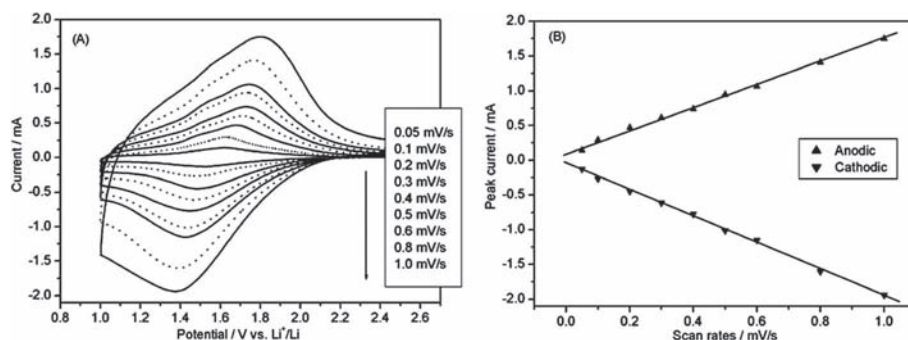 (A)
2.0
1.5
1.0
0.5
0.0
-0.5
-1.0
-1.5
-2.0
Current / mA
0.8 1.0 1.2 1.4 1.6 1.8 2.0 2.2 2.4 2.6
Potential / V vs. Li⁺/Li
0.05 mV/s
0.1 mV/s
0.2 mV/s
0.3 mV/s
0.4 mV/s
0.5 mV/s
0.6 mV/s
0.8 mV/s
1.0 mV/s
(B)
2.0
1.5
1.0
0.5
0.0
-0.5
-1.0
-1.5
-2.0
Peak current / mA
Anodic
Cathodic
0.0 0.2 0.4 0.6 0.8 1.0
Scan rates / mV/s